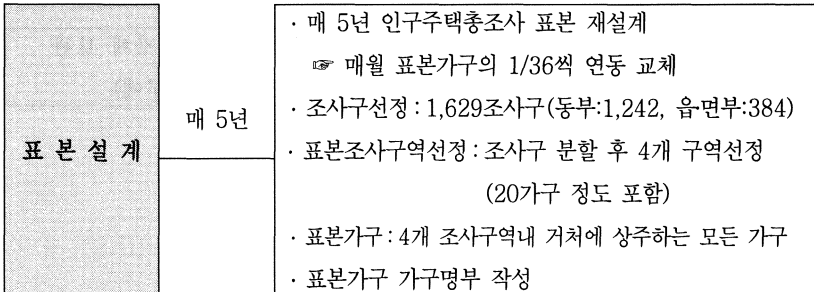 표 본 설 계
매 5년
· 매 5년 인구주택총조사 표본 재설계
☞ 매월 표본가구의 1/36씩 연동 교체
· 조사구선정 : 1,629조사구(동부:1,242, 읍·면부:384)
· 표본조사구역선정 : 조사구 분할 후 4개 구역선정
(20가구 정도 포함)
· 표본가구 : 4개 조사구역내 거처에 상주하는 모든 가구
· 표본가구 가구명부 작성